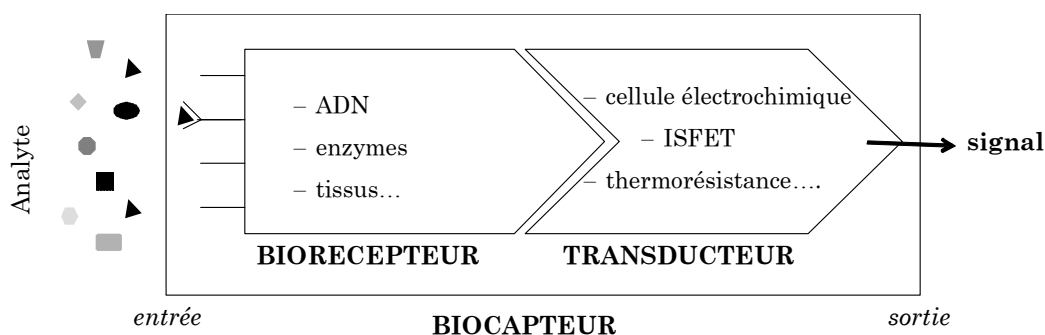 Analyte
– ADN
– enzymes
– tissus…
BIORECEPTEUR
– cellule électrochimique
– ISFET
– thermorésistance….
TRANSDUCTEUR
signal
entrée
BIOCAPTEUR
sortie